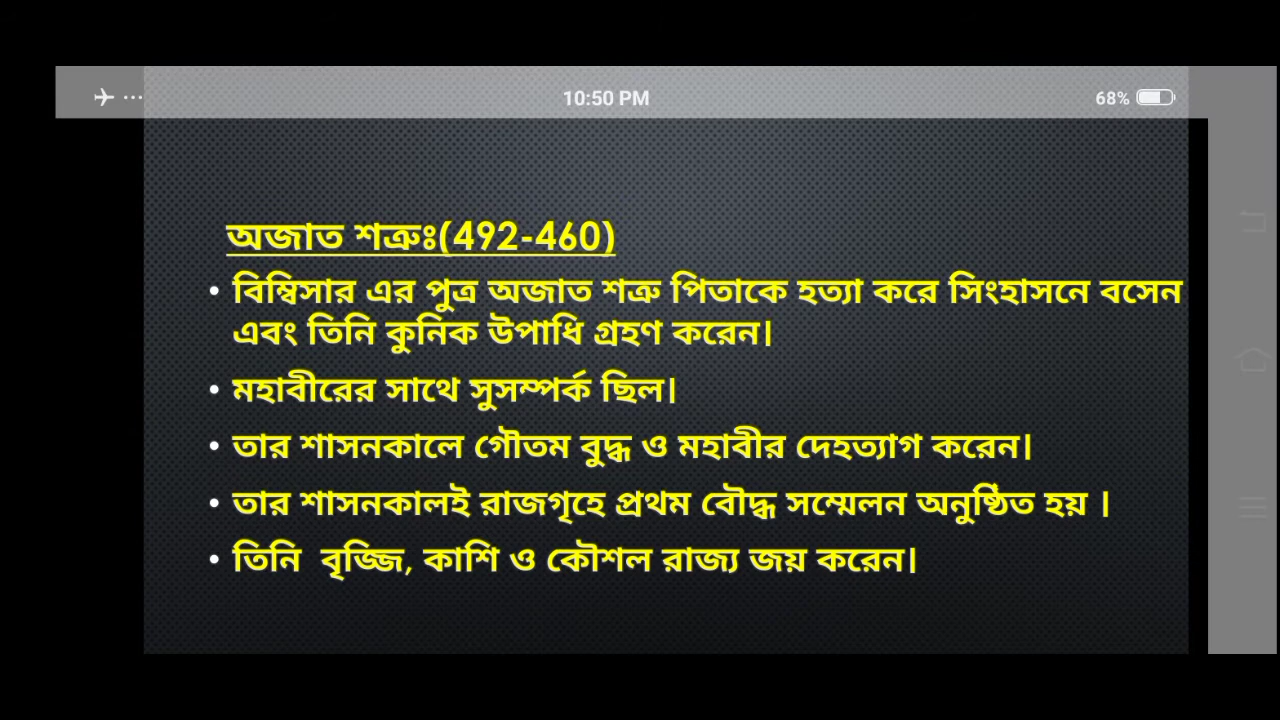 10:50 PM
68%
অজাত শত্রুঃ(492-460)
• বিম্বিসার এর পুত্র অজাত শত্রু পিতাকে হত্যা করে সিংহাসনে বসেন
এবং তিনি কুনিক উপাধি গ্রহণ করেন।
• মহাবীরের সাথে সুসম্পর্ক ছিল।
• তার শাসনকালে গৌতম বুদ্ধ ও মহাবীর দেহত্যাগ করেন।
• তার শাসনকালই রাজগৃহে প্রথম বৌদ্ধ সম্মেলন অনুষ্ঠিত হয় ।
• তিনি বৃজ্জি, কাশি ও কৌশল রাজ্য জয় করেন।